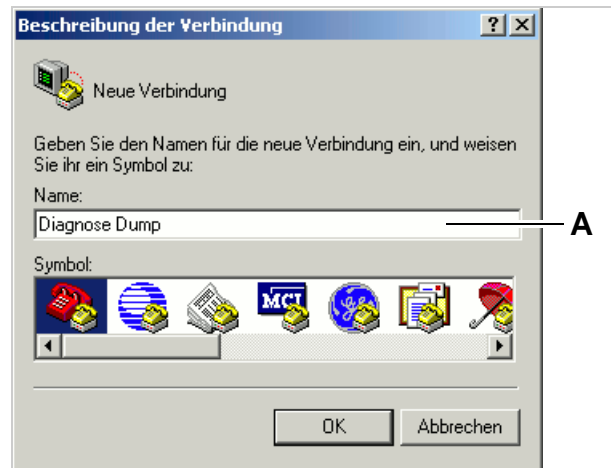 Beschreibung der Verbindung
Neue Verbindung
Geben Sie den Namen für die neue Verbindung ein, und weisen
Sie ihr ein Symbol zu:
Name:
Diagnose Dump
A
Symbol:
MCI
OK
Abbrechen